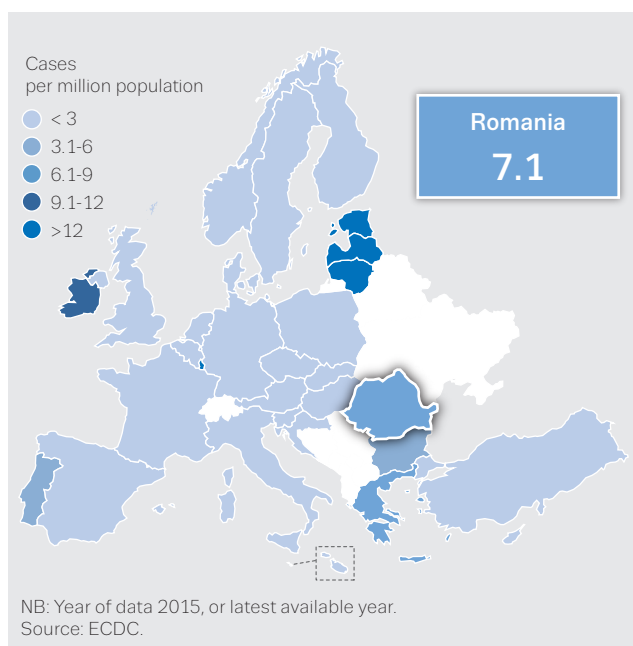 Cases
per million population
< 3
3.1-6
6.1-9
9.1-12
>12
Romania
7.1
NB: Year of data 2015, or latest available year.
Source: ECDC.